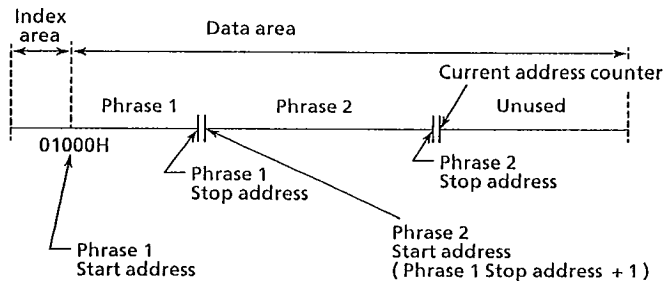 Index
area
Data area
Current address counter
Phrase 1
Phrase 2
Unused
01000H
Phrase 1
Stop address
Phrase 2
Stop address
Phrase 1
Start address
Phrase 2
Start address
( Phrase 1 Stop address + 1 )